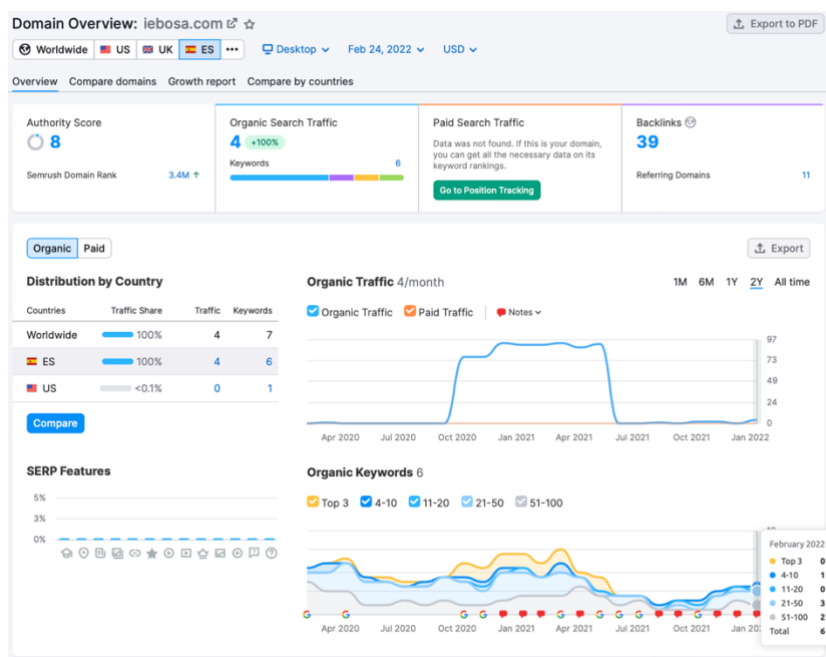 Domain Overview: iebosa.com
Export to PDF
Worldwide US UK ES ••• Desktop Feb 24, 2022 USD
Overview Compare domains Growth report Compare by countries
Authority Score
8
Semrush Domain Rank 3.4M ↑
Organic Search Traffic
4 +100%
Keywords 6
Paid Search Traffic
Data was not found. If this is your domain,
you can get all the necessary data on its
keyword rankings.
Go to Position Tracking
Backlinks
39
Referring Domains 11
Organic Paid
Export
Distribution by Country
Countries Traffic Share Traffic Keywords
Worldwide 100% 4 7
ES 100% 4 6
US <0.1% 0 1
Compare
SERP Features
5%
3%
0%
Organic Traffic 4/month
1M 6M 1Y 2Y All time
Organic Traffic Paid Traffic Notes
97
73
49
24
0
Apr 2020 Jul 2020 Oct 2020 Jan 2021 Apr 2021 Jul 2021 Oct 2021 Jan 2022
Organic Keywords 6
Top 3 4-10 11-20 21-50 51-100
February 2022
Top 3 0
4-10 1
11-20 0
21-50 3
51-100 2
Total 6
Apr 2020 Jul 2020 Oct 2020 Jan 2021 Apr 2021 Jul 2021 Oct 2021 Jan 20